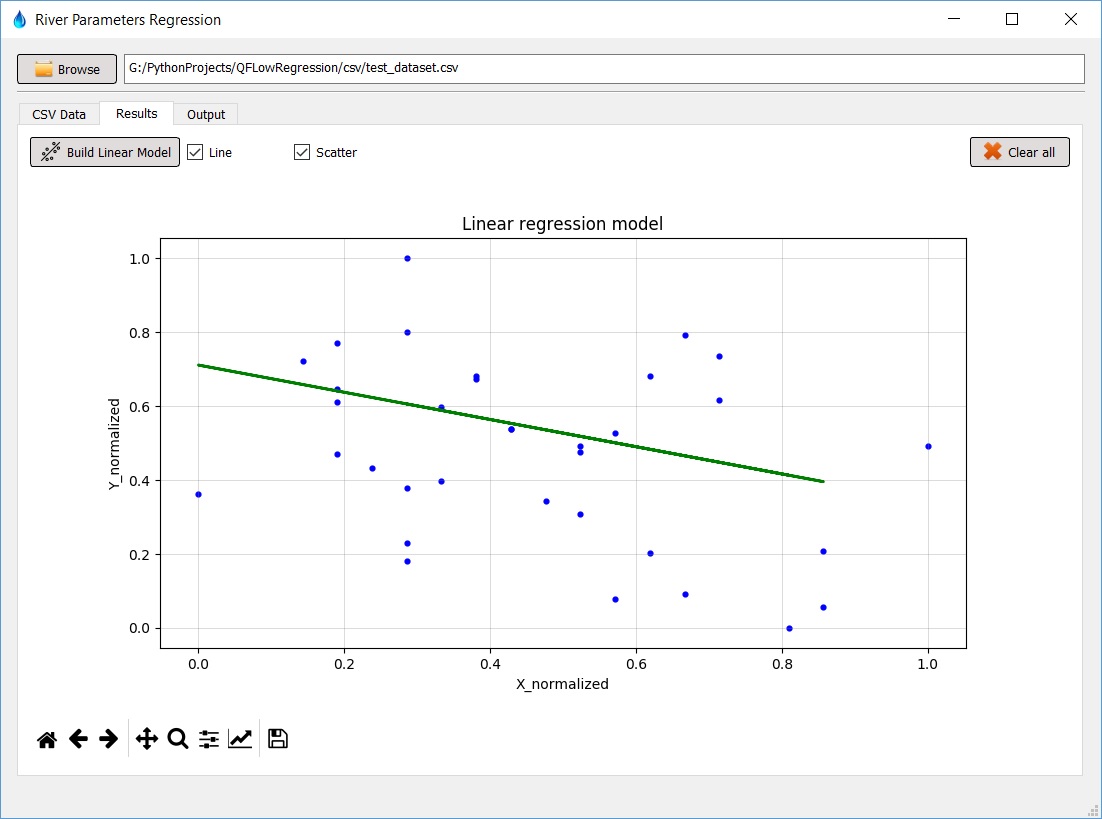 River Parameters Regression
Browse
G:/PythonProjects/QFLowRegression/csv/test_dataset.csv
CSV Data
Results
Output
Build Linear Model
Line
Scatter
Clear all
Linear regression model
1.0
0.8
0.6
0.4
0.2
0.0
Y_normalized
0.0 0.2 0.4 0.6 0.8 1.0
X_normalized